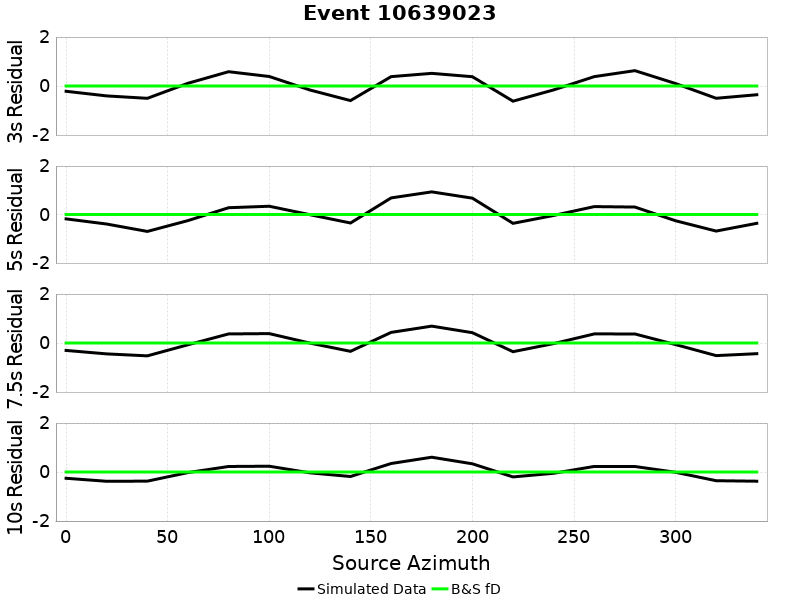 Event 10639023
3s Residual
2
0
-2
5s Residual
2
0
-2
7.5s Residual
2
0
-2
10s Residual
2
0
-2
0 50 100 150 200 250 300
Source Azimuth
Simulated Data B&S fD